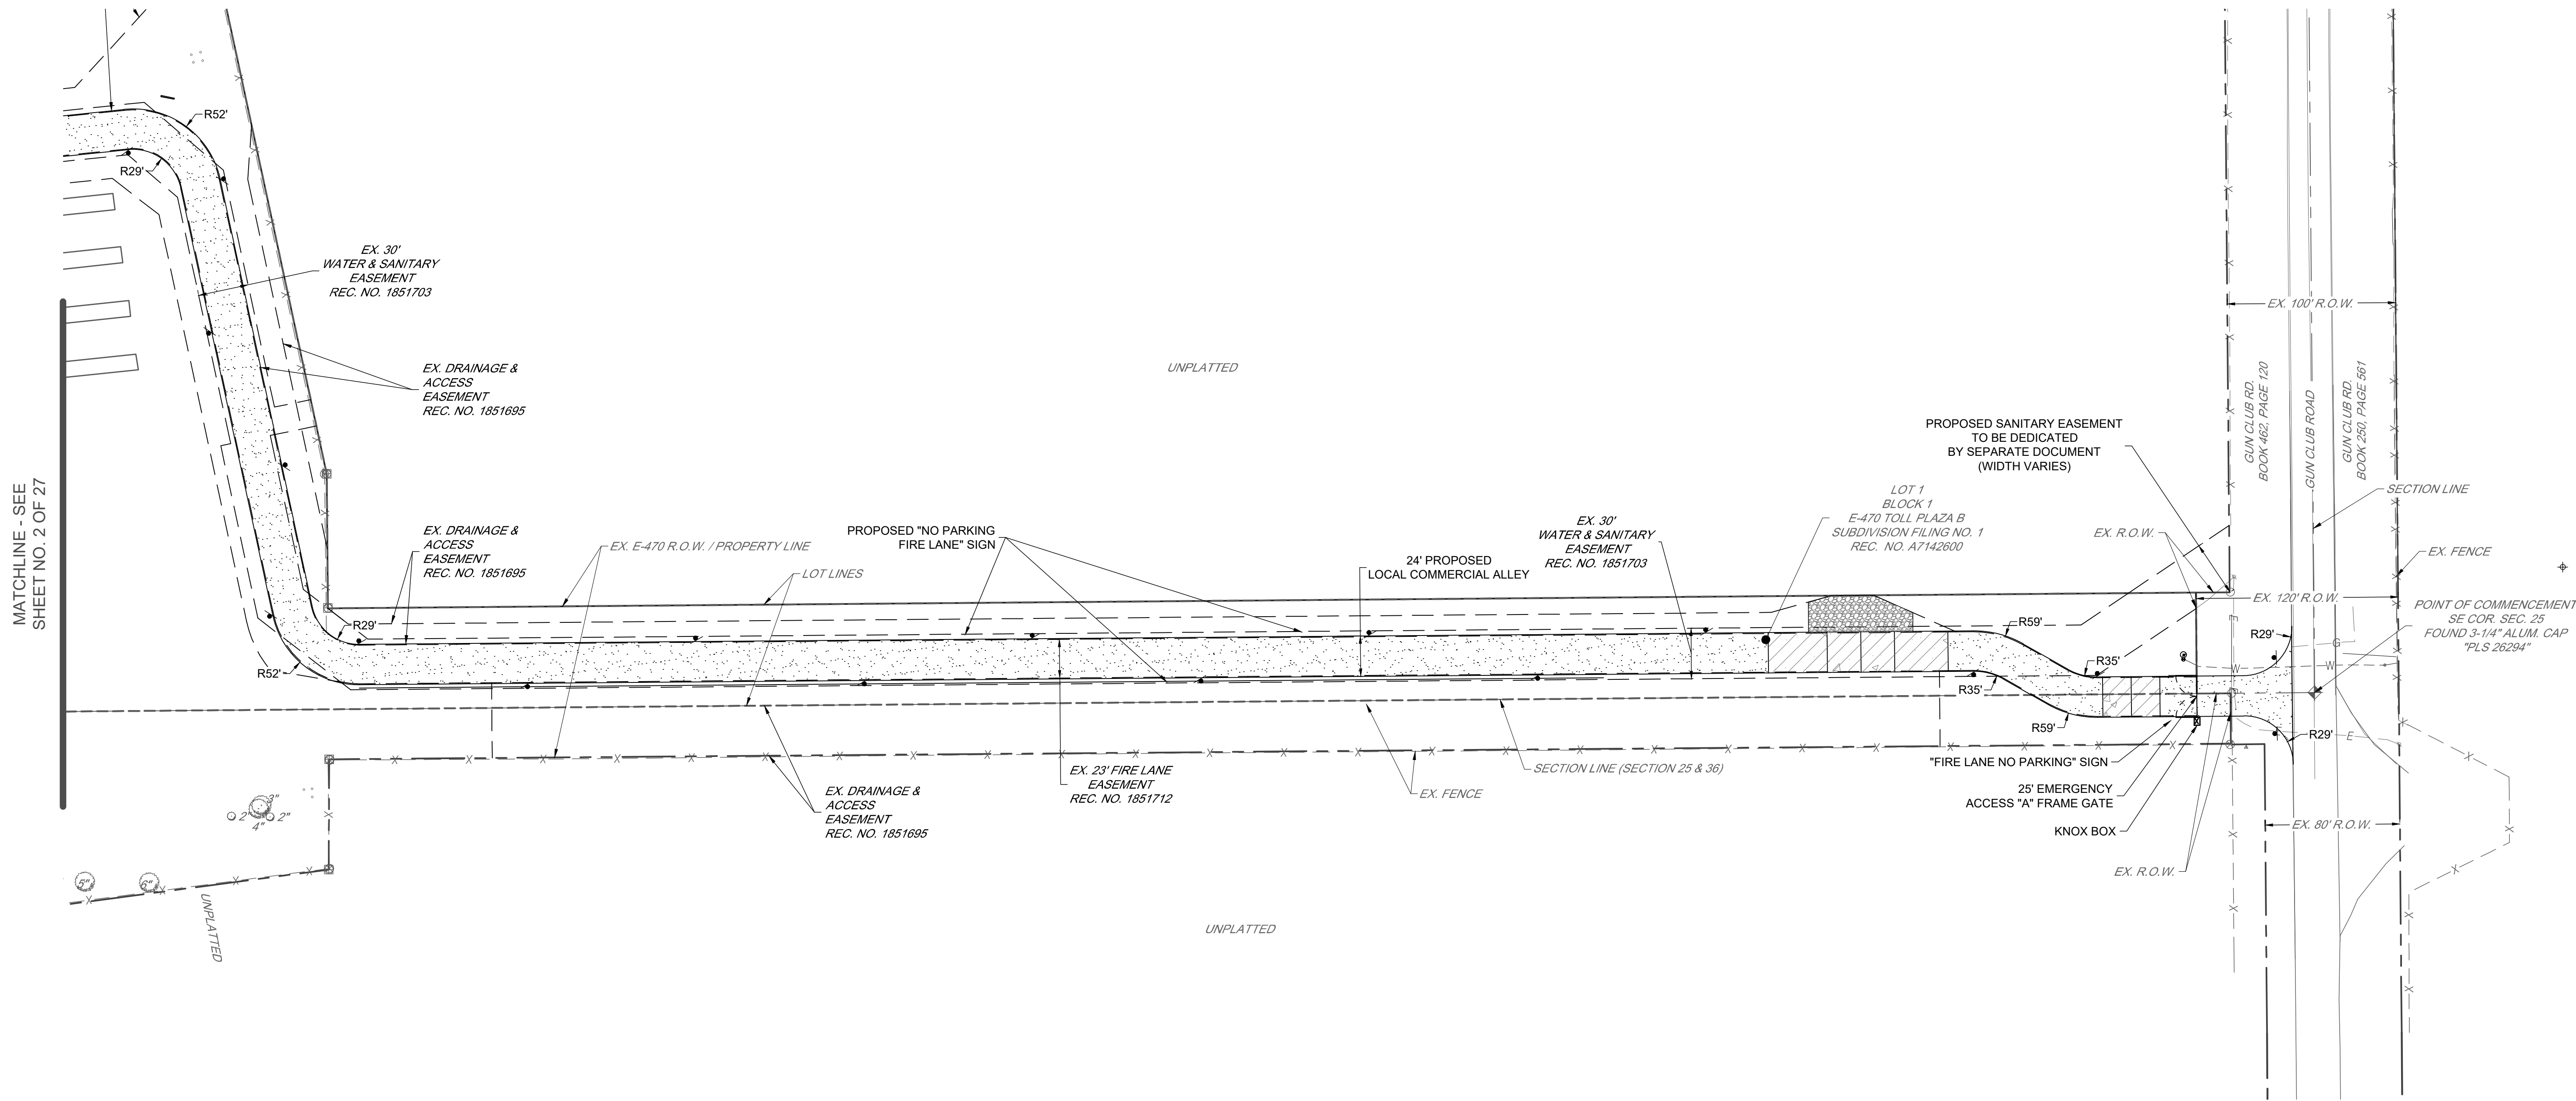 R52'
R29'
EX. 30'
WATER & SANITARY
EASEMENT
REC. NO. 1851703
EX. DRAINAGE &
ACCESS
EASEMENT
REC. NO. 1851695
MATCHLINE - SEE
SHEET NO. 2 OF 27
EX. DRAINAGE &
ACCESS
EASEMENT
REC. NO. 1851695
R29'
R52'
EX. E-470 R.O.W. / PROPERTY LINE
LOT LINES
PROPOSED "NO PARKING
FIRE LANE" SIGN
UNPLATTED
24' PROPOSED
LOCAL COMMERCIAL ALLEY
EX. 30'
WATER & SANITARY
EASEMENT
REC. NO. 1851703
LOT 1
BLOCK 1
E-470 TOLL PLAZA B
SUBDIVISION FILING NO. 1
REC. NO. A7142600
PROPOSED SANITARY EASEMENT
TO BE DEDICATED
BY SEPARATE DOCUMENT
(WIDTH VARIES)
EX. R.O.W.
EX. 100' R.O.W.
GUN CLUB RD.
BOOK 462, PAGE 120
GUN CLUB ROAD
GUN CLUB RD.
BOOK 250, PAGE 561
SECTION LINE
EX. FENCE
EX. 120' R.O.W.
POINT OF COMMENCEMENT
SE COR. SEC. 25
FOUND 3-1/4" ALUM. CAP
"PLS 26294"
R59'
R35'
R29'
R35'
R59'
R29'
E
G
W
W
E
"FIRE LANE NO PARKING" SIGN
25' EMERGENCY
ACCESS "A" FRAME GATE
KNOX BOX
EX. R.O.W.
EX. 80' R.O.W.
SECTION LINE (SECTION 25 & 36)
EX. FENCE
EX. 23' FIRE LANE
EASEMENT
REC. NO. 1851712
EX. DRAINAGE &
ACCESS
EASEMENT
REC. NO. 1851695
3"
2"
2"
4"
5"
6"
UNPLATTED
UNPLATTED